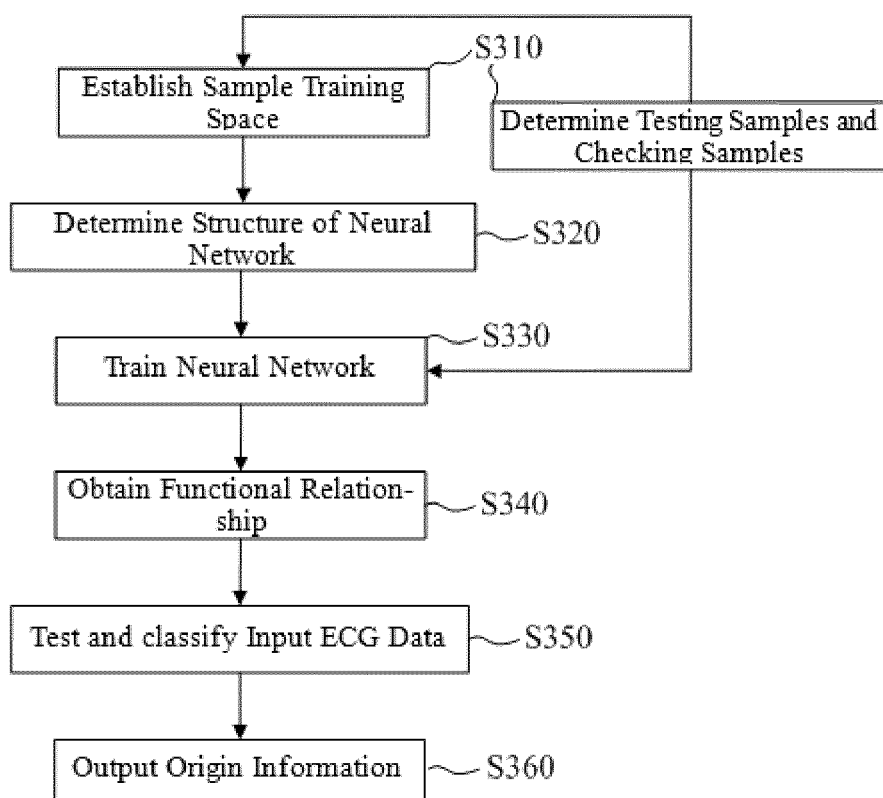 S310
Establish Sample Training
Space
Determine Testing Samples and
Checking Samples
Determine Structure of Neural
Network
S320
S330
Train Neural Network
Obtain Functional Relation-
ship
S340
Test and classify Input ECG Data
S350
Output Origin Information
S360